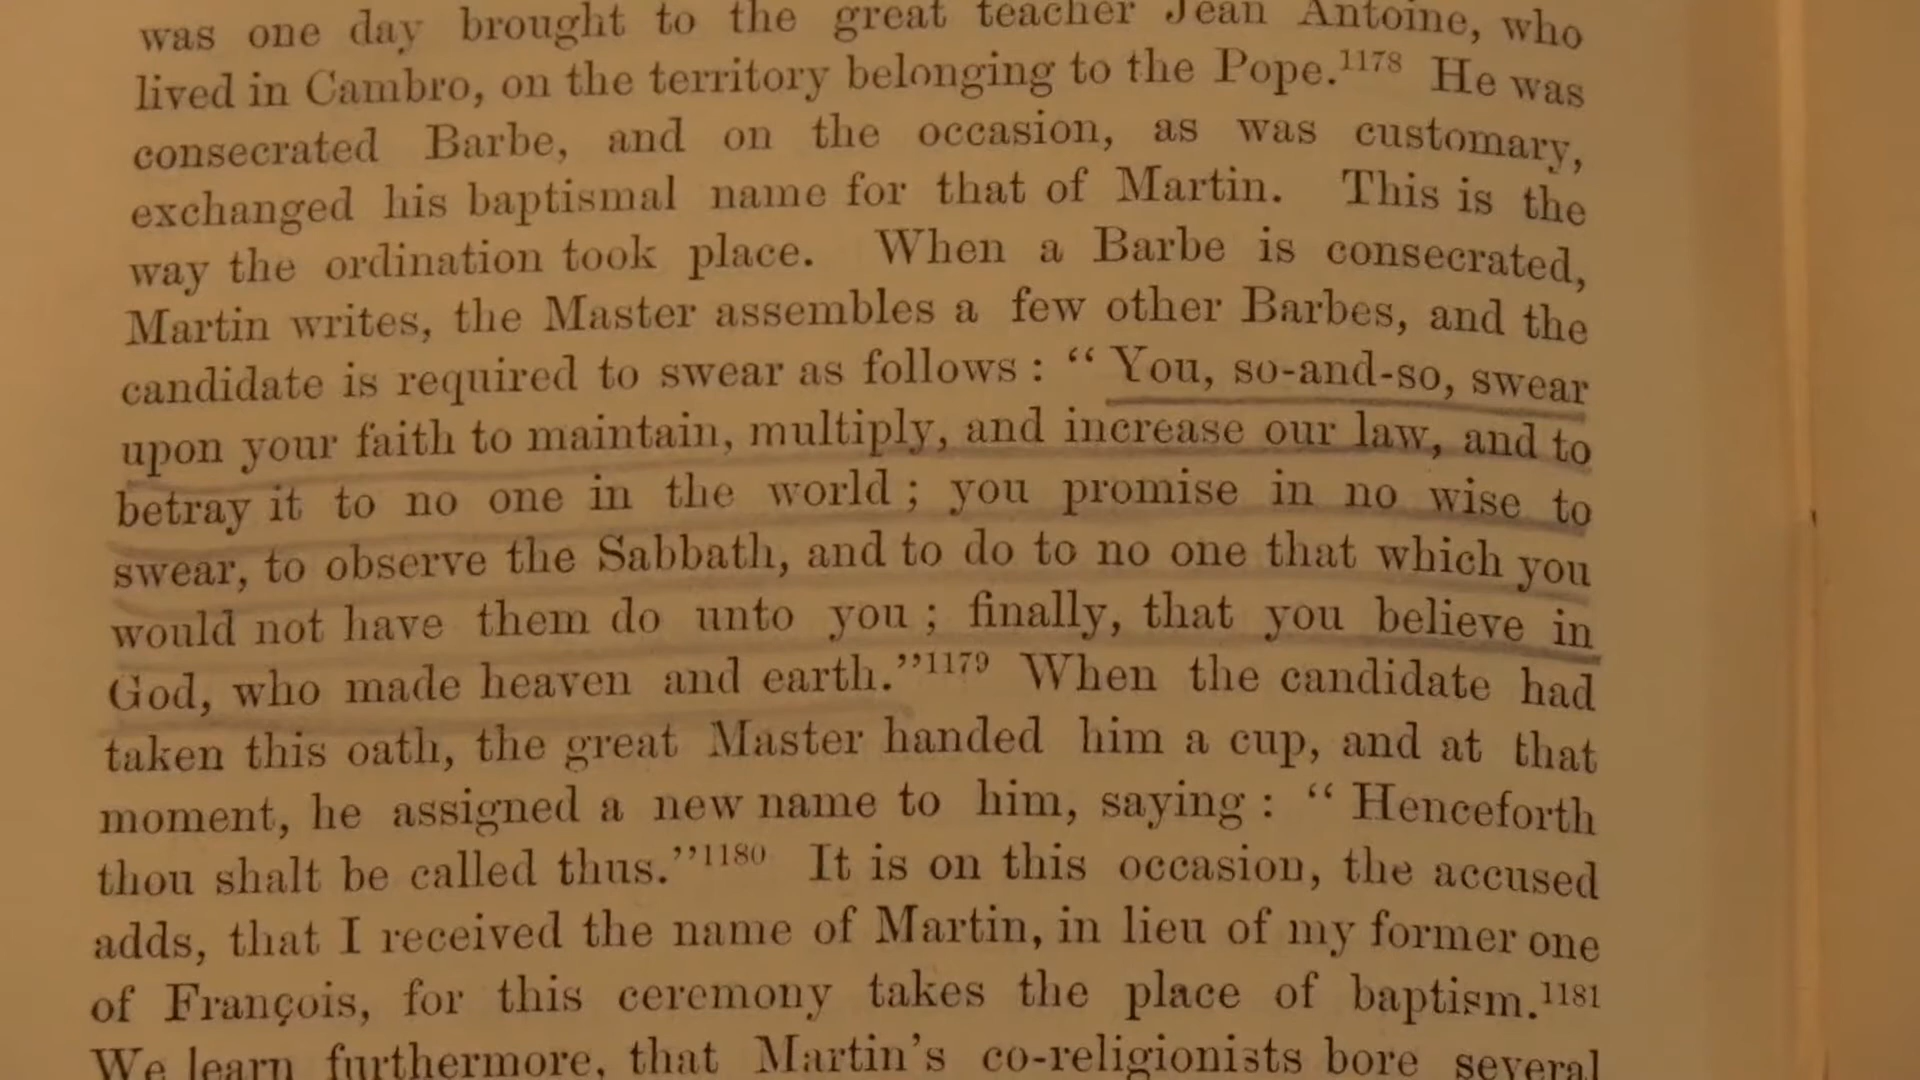 was one day brought to the great teacher Jean Antoine, who
lived in Cambro, on the territory belonging to the Pope.1178 He was
consecrated Barbe, and on the occasion, as was customary,
exchanged his baptismal name for that of Martin. This is the
way the ordination took place. When a Barbe is consecrated,
Martin writes, the Master assembles a few other Barbes, and the
candidate is required to swear as follows : “ You, so-and-so, swear
upon your faith to maintain, multiply, and increase our law, and to
betray it to no one in the world ; you promise in no wise to
swear, to observe the Sabbath, and to do to no one that which you
would not have them do unto you ; finally, that you believe in
God, who made heaven and earth.”1179 When the candidate had
taken this oath, the great Master handed him a cup, and at that
moment, he assigned a new name to him, saying : “ Henceforth
thou shalt be called thus.”1180 It is on this occasion, the accused
adds, that I received the name of Martin, in lieu of my former one
of François, for this ceremony takes the place of baptism.1181
We learn furthermore, that Martin’s co-religionists bore several